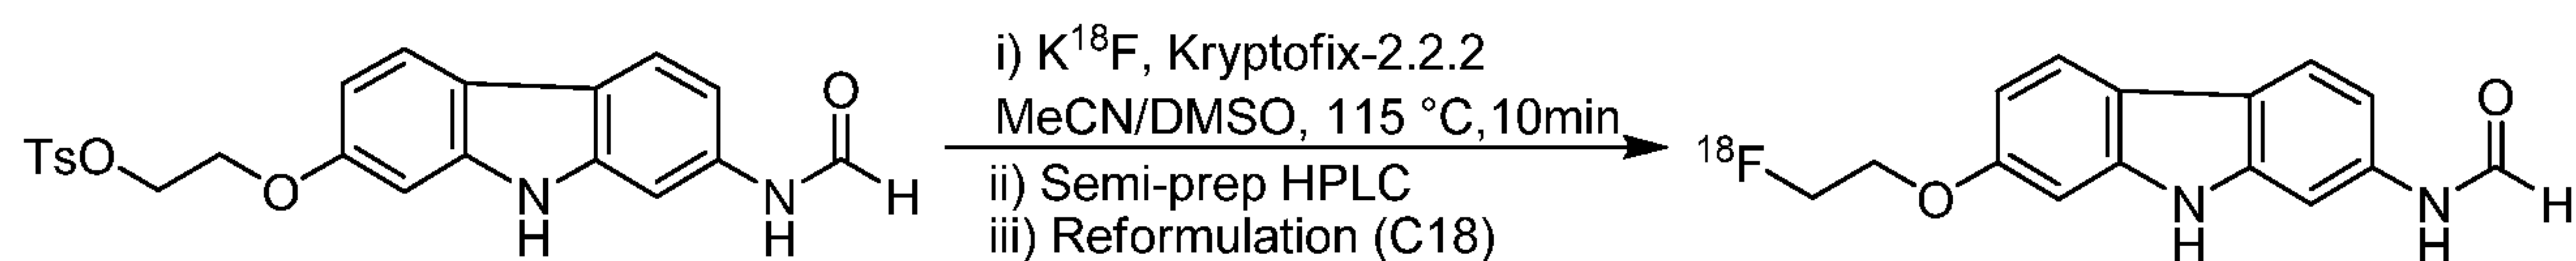 i) K¹⁸F, Kryptofix-2.2.2
MeCN/DMSO, 115 °C,10min
ii) Semi-prep HPLC
iii) Reformulation (C18)
TsO
O
N
H
N
H
O
H
¹⁸F
O
N
H
N
H
O
H